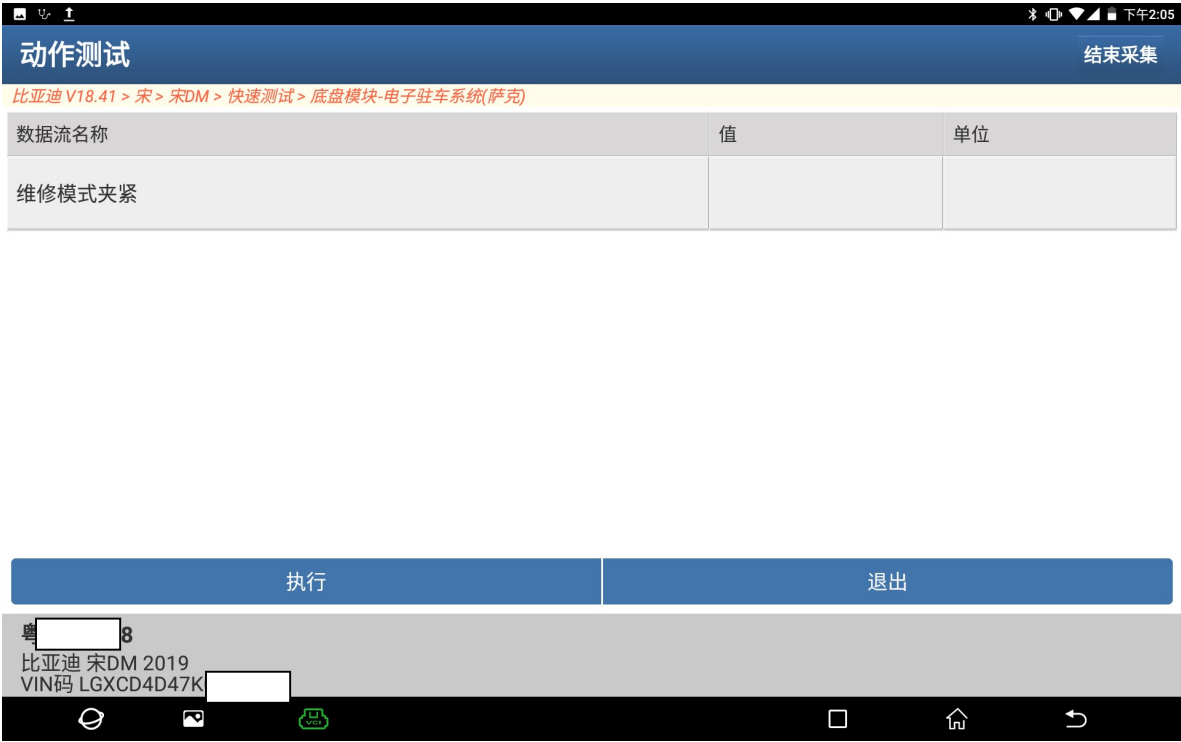 下午2:05
动作测试
结束采集
比亚迪 V18.41 > 宋 > 宋DM > 快速测试 > 底盘模块-电子驻车系统(萨克)
数据流名称 值 单位
维修模式夹紧
执行 退出
粤 8
比亚迪 宋DM 2019
VIN码 LGXCD4D47K
VCI